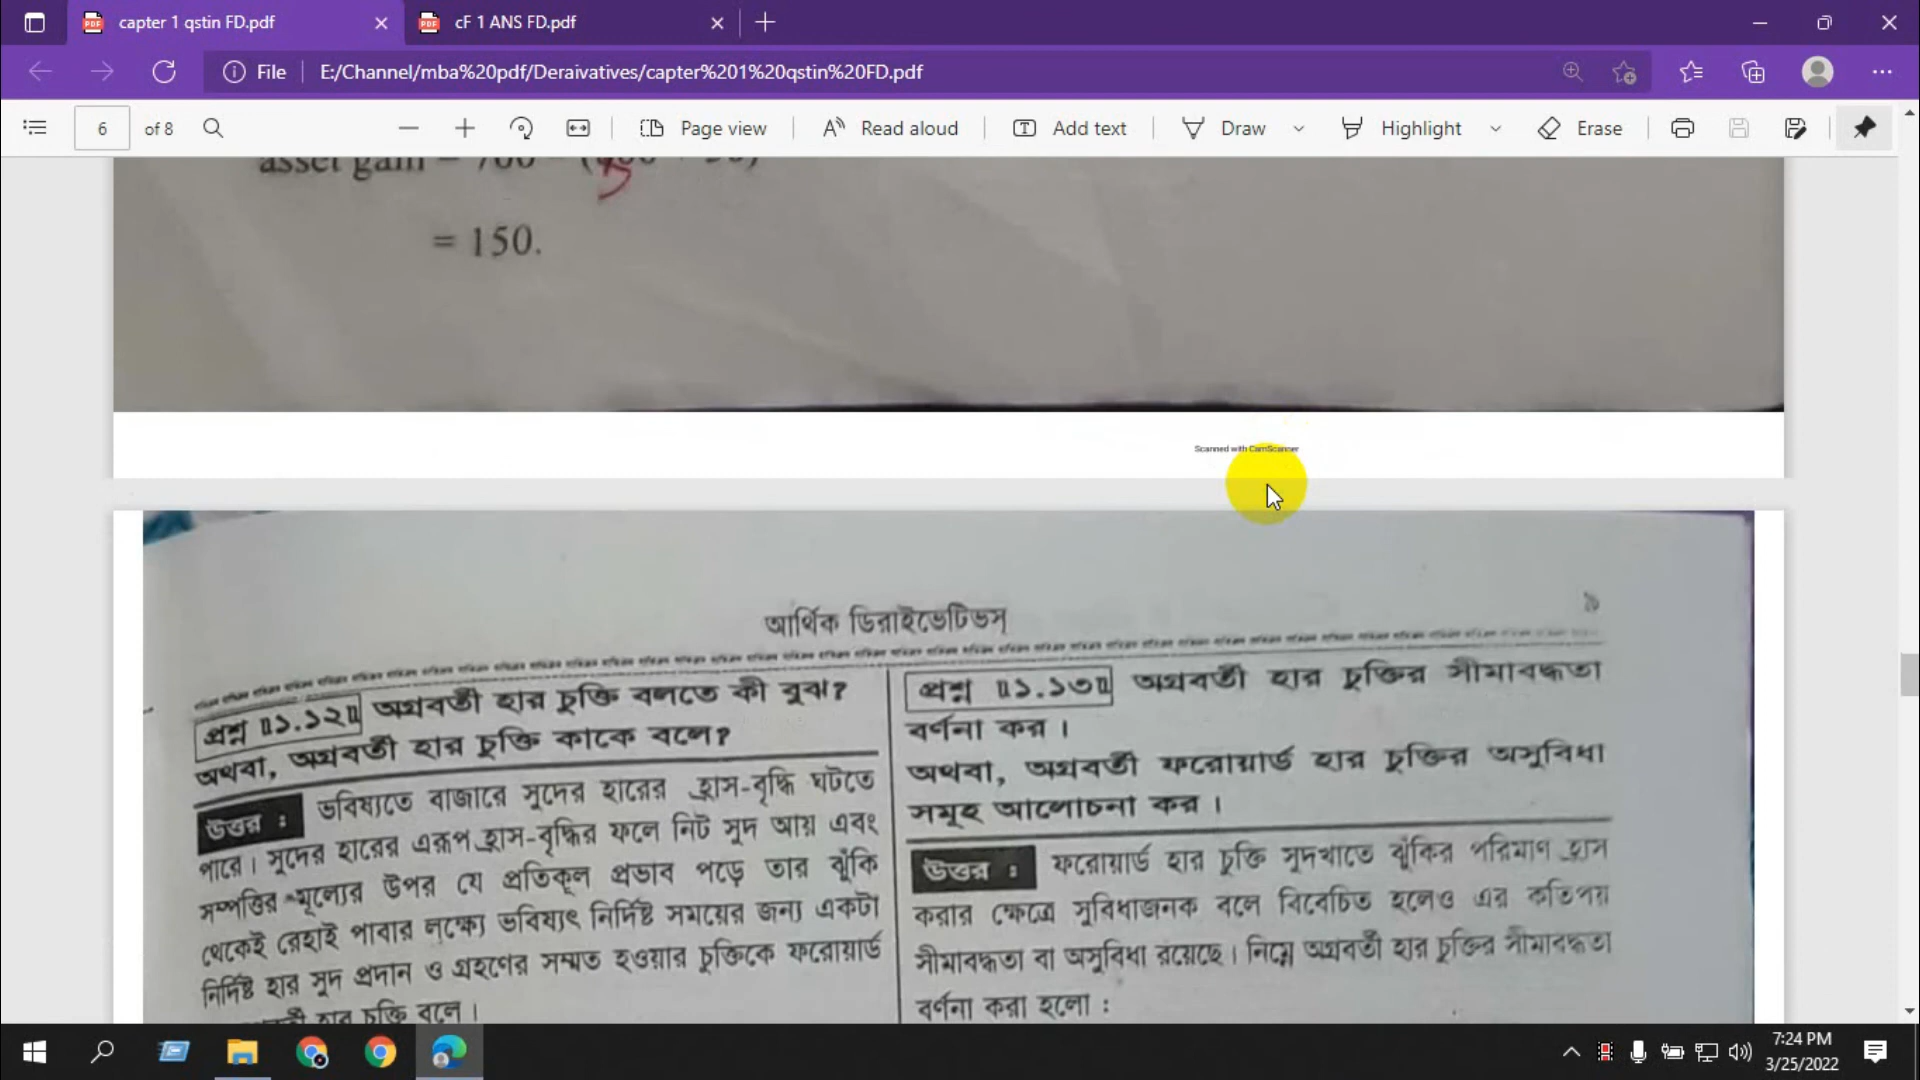 capter 1 qstin FD.pdf
cF 1 ANS FD.pdf
File
E:/Channel/mba%20pdf/Deraivatives/capter%201%20qstin%20FD.pdf
6 of 8
Page view
Read aloud
Add text
Draw
Highlight
Erase
asset gain = 700 -
= 150.
Scanned with CamScanner
আর্থিক ডিরাইভেটিভস
৯
প্রশ্ন ॥১.১২॥ অগ্রবর্তী হার চুক্তি বলতে কী বুঝ?
অথবা, অগ্রবর্তী হার চুক্তি কাকে বলে?
উত্তর : ভবিষ্যতে বাজারে সুদের হারের হ্রাস-বৃদ্ধি ঘটতে
পারে। সুদের হারের এরূপ হ্রাস-বৃদ্ধির ফলে নিট সুদ আয় এবং
সম্পত্তির মূল্যের উপর যে প্রতিকূল প্রভাব পড়ে তার ঝুঁকি
থেকেই রেহাই পাবার লক্ষ্যে ভবিষ্যৎ নির্দিষ্ট সময়ের জন্য একটা
নির্দিষ্ট হার সুদ প্রদান ও গ্রহণের সম্মত হওয়ার চুক্তিকে ফরোয়ার্ড
হার চুক্তি বলে।
প্রশ্ন ॥১.১৩॥ অগ্রবর্তী হার চুক্তির সীমাবদ্ধতা
বর্ণনা কর।
অথবা, অগ্রবর্তী ফরোয়ার্ড হার চুক্তির অসুবিধা
সমূহ আলোচনা কর।
উত্তর : ফরোয়ার্ড হার চুক্তি সুদখাতে ঝুঁকির পরিমাণ হ্রাস
করার ক্ষেত্রে সুবিধাজনক বলে বিবেচিত হলেও এর কতিপয়
সীমাবদ্ধতা বা অসুবিধা রয়েছে। নিম্নে অগ্রবর্তী হার চুক্তির সীমাবদ্ধতা
বর্ণনা করা হলো :
7:24 PM
3/25/2022